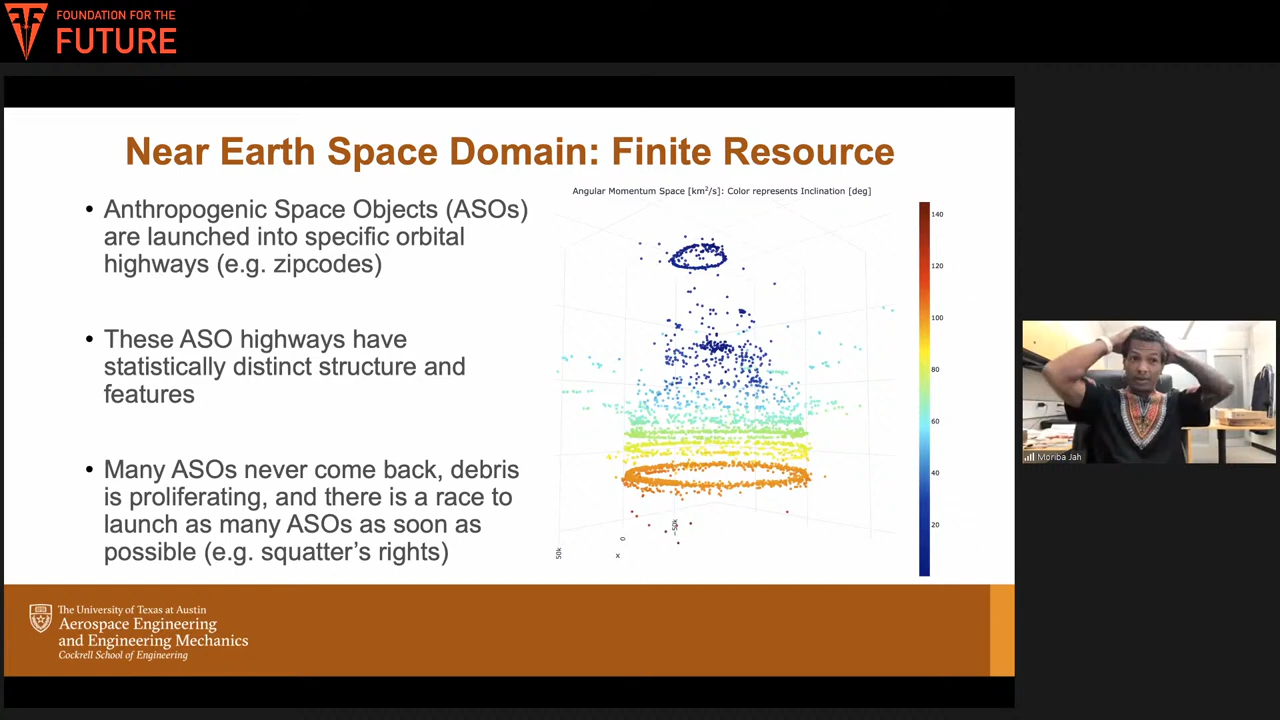 FOUNDATION FOR THE
FUTURE
Near Earth Space Domain: Finite Resource
• Anthropogenic Space Objects (ASOs)
are launched into specific orbital
highways (e.g. zipcodes)
• These ASO highways have
statistically distinct structure and
features
• Many ASOs never come back, debris
is proliferating, and there is a race to
launch as many ASOs as soon as
possible (e.g. squatter's rights)
Angular Momentum Space [km²/s]: Color represents Inclination [deg]
140
120
100
80
60
40
20
50k
x
0
−50k
The University of Texas at Austin
Aerospace Engineering
and Engineering Mechanics
Cockrell School of Engineering
Moriba Jah